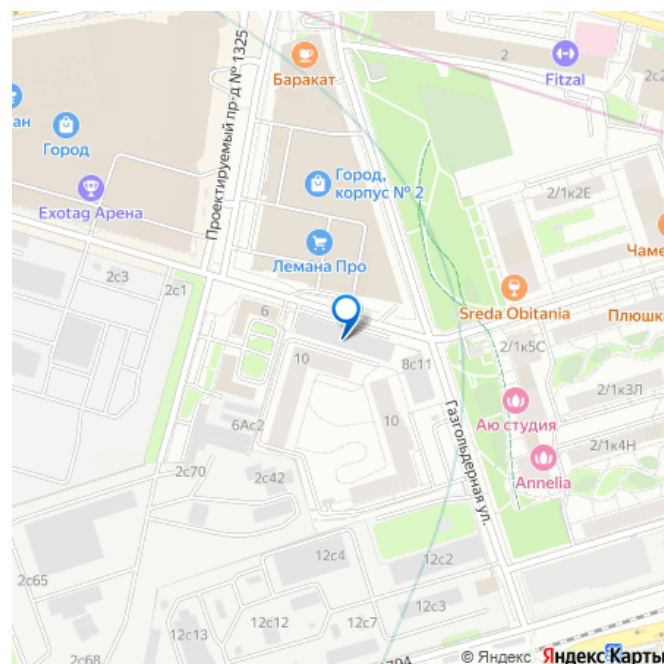 Проектируемый пр-д № 1325
Баракат
2
Fitzal
2с2
ан
Город
Город,
корпус № 2
2/1к2Е
Exotag Арена
Чаме
Лемана Про
2с3
2с1
Sreda Obitania
Плюшк
6
2/1к5С
10
8с11
2/1к3Л
Газгольдерная ул.
10
Аю студия
6Ас2
2/1к4Н
Annelia
2с70
2с42
12с4
12с2
2с65
12с12
12с7
12с3
12с13
© Яндекс
Яндекс Карты